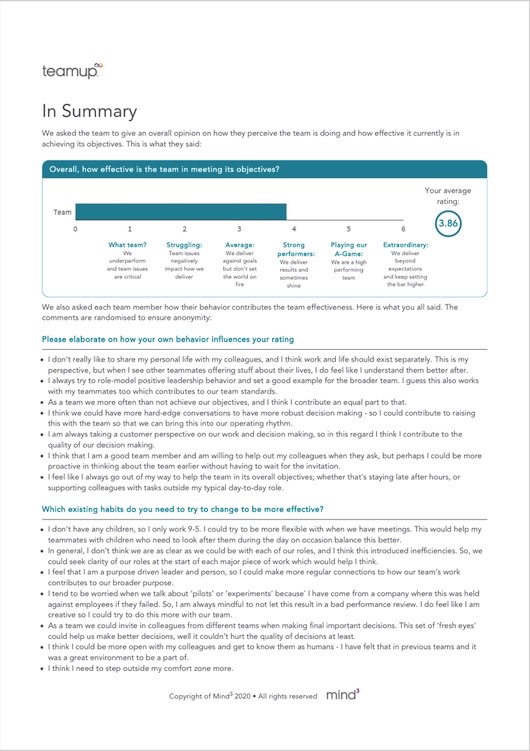 teamup
In Summary
We asked the team to give an overall opinion on how they perceive the team is doing and how effective it currently is in
achieving its objectives. This is what they said:
Overall, how effective is the team in meeting its objectives?
Your average
rating:
3.86
Team
0 1 2 3 4 5 6
What team?
We
underperform
and team issues
are critical
Struggling:
Team issues
negatively
impact how we
deliver
Average:
We deliver
against goals
but don't set
the world on
fire
Strong
performers:
We deliver
results and
sometimes
shine
Playing our
A-Game:
We are a high
performing
team
Extraordinary:
We deliver
beyond
expectations
and keep setting
the bar higher
We also asked each team member how their behavior contributes the team effectiveness. Here is what you all said. The
comments are randomised to ensure anonymity:
Please elaborate on how your own behavior influences your rating
• I don't really like to share my personal life with my colleagues, and I think work and life should exist separately. This is my
perspective, but when I see other teammates offering stuff about their lives, I do feel like I understand them better after.
• I always try to role-model positive leadership behavior and set a good example for the broader team. I guess this also works
with my teammates too which contributes to our team standards.
• As a team we more often than not achieve our objectives, and I think I contribute an equal part to that.
• I think we could have more hard-edge conversations to have more robust decision making - so I could contribute to raising
this with the team so that we can bring this into our operating rhythm.
• I am always taking a customer perspective on our work and decision making, so in this regard I think I contribute to the
quality of our decision making.
• I think that I am a good team member and am willing to help out my colleagues when they ask, but perhaps I could be more
proactive in thinking about the team earlier without having to wait for the invitation.
• I feel like I always go out of my way to help the team in its overall objectives; whether that's staying late after hours, or
supporting colleagues with tasks outside my typical day-to-day role.
Which existing habits do you need to try to change to be more effective?
• I don't have any children, so I only work 9-5. I could try to be more flexible with when we have meetings. This would help my
teammates with children who need to look after them during the day on occasion balance this better.
• In general, I don't think we are as clear as we could be with each of our roles, and I think this introduced inefficiencies. So, we
could seek clarity of our roles at the start of each major piece of work which would help I think.
• I feel that I am a purpose driven leader and person, so I could make more regular connections to how our team's work
contributes to our broader purpose.
• I tend to be worried when we talk about 'pilots' or 'experiments' because' I have come from a company where this was held
against employees if they failed. So, I am always mindful to not let this result in a bad performance review. I do feel like I am
creative so I could try to do this more with our team.
• As a team we could invite in colleagues from different teams when making final important decisions. This set of 'fresh eyes'
could help us make better decisions, well it couldn't hurt the quality of decisions at least.
• I think I could be more open with my colleagues and get to know them as humans - I have felt that in previous teams and it
was a great environment to be a part of.
• I think I need to step outside my comfort zone more.
Copyright of Mind³ 2020 • All rights reserved mind³